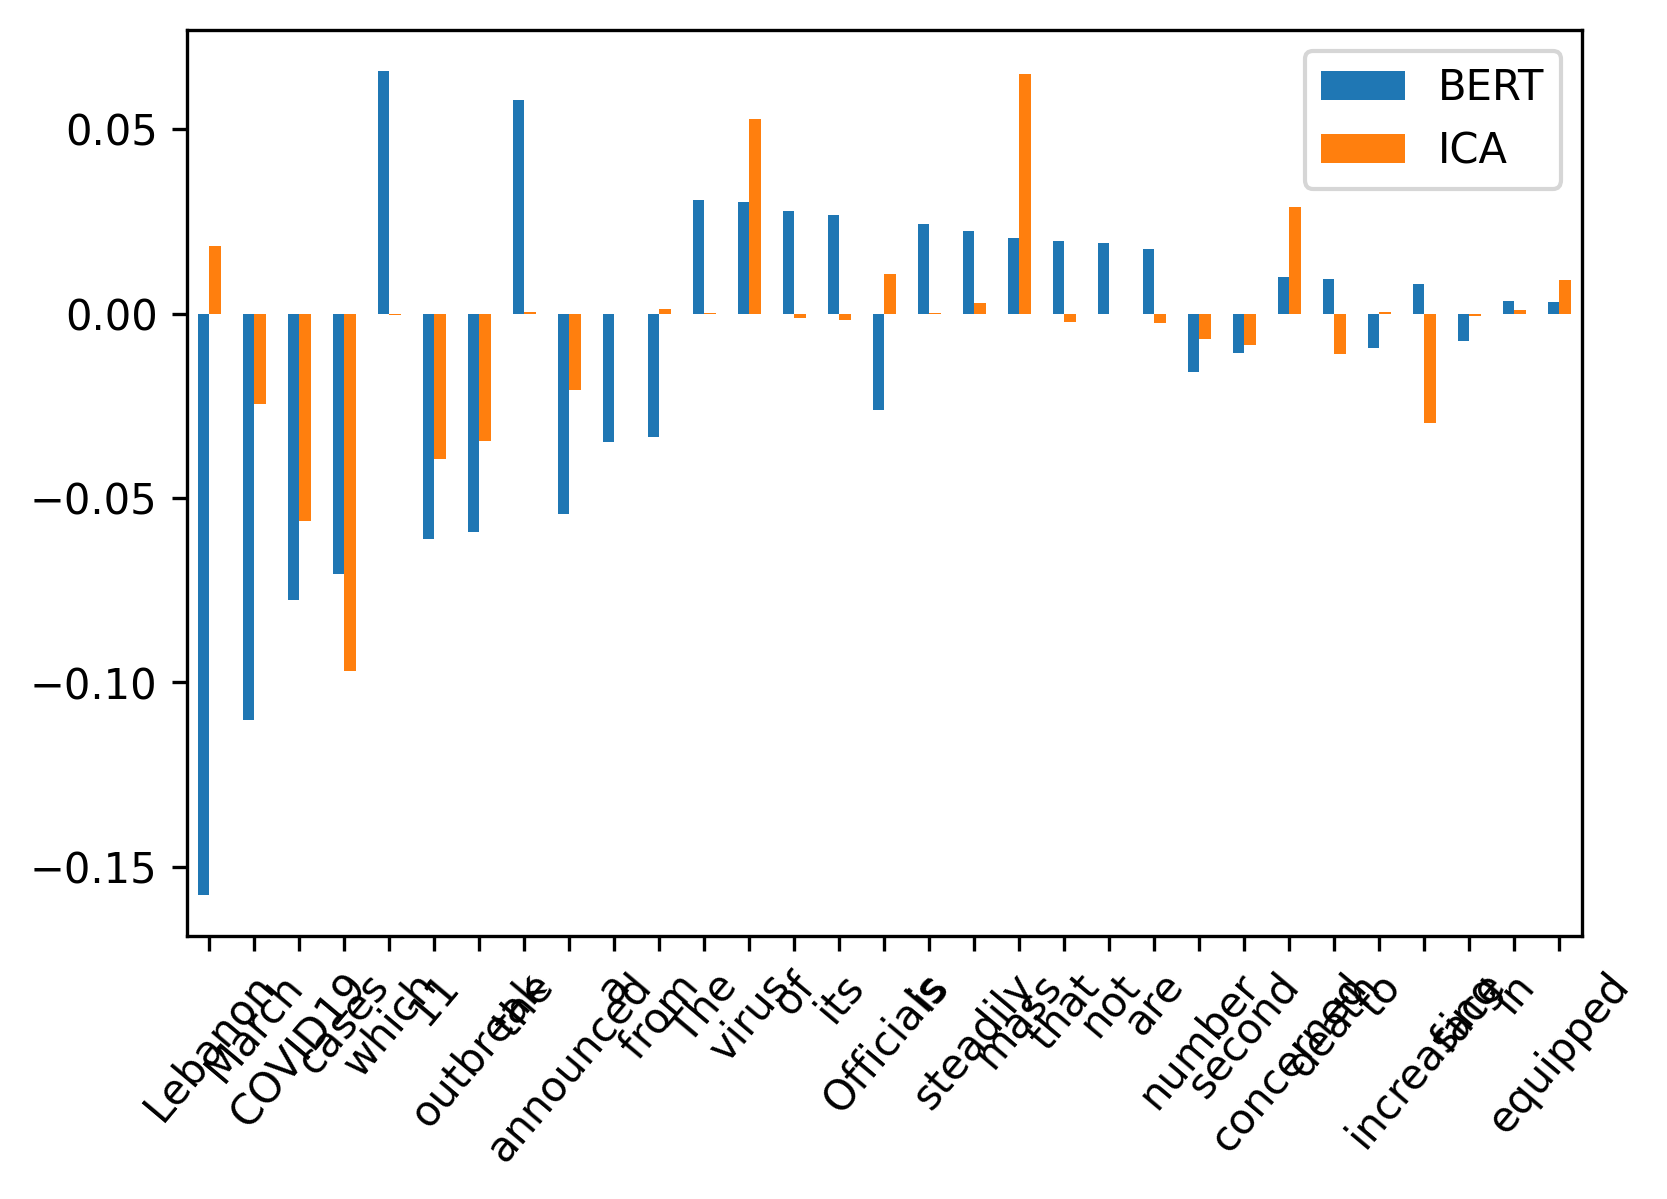 BERT
ICA
0.05
0.00
−0.05
−0.10
−0.15
Lebanon
March
COVID19
cases
which
11
outbreak
the
announced
a
from
The
virus
of
its
Officials
is
steadily
mass
that
not
are
number
second
concerned
death
to
increasing
in
equipped